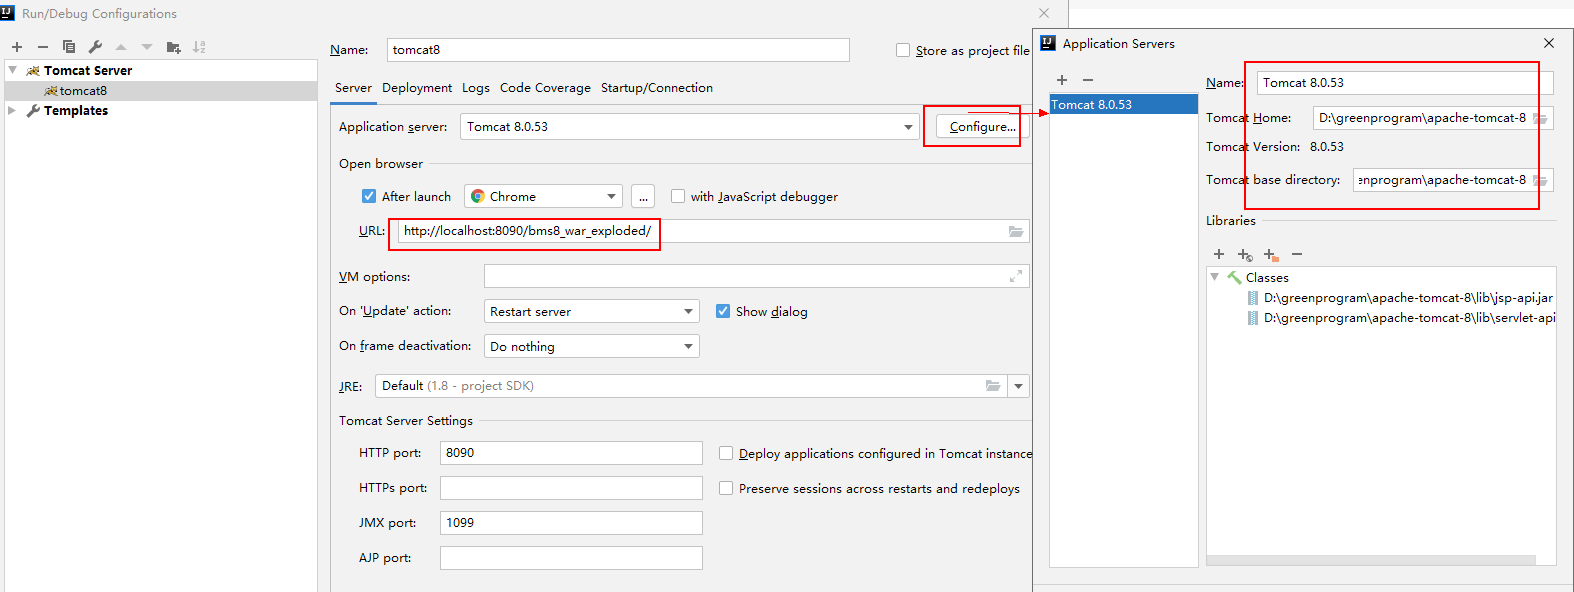 Run/Debug Configurations
Name: tomcat8
Store as project file
Tomcat Server
tomcat8
Templates
Server Deployment Logs Code Coverage Startup/Connection
Application server: Tomcat 8.0.53 Configure...
Open browser
After launch Chrome ... with JavaScript debugger
URL: http://localhost:8090/bms8_war_exploded/
VM options:
On 'Update' action: Restart server Show dialog
On frame deactivation: Do nothing
JRE: Default (1.8 - project SDK)
Tomcat Server Settings
HTTP port: 8090 Deploy applications configured in Tomcat instance
HTTPs port: Preserve sessions across restarts and redeploys
JMX port: 1099
AJP port:
Application Servers
Tomcat 8.0.53
Name: Tomcat 8.0.53
Tomcat Home: D:\greenprogram\apache-tomcat-8
Tomcat Version: 8.0.53
Tomcat base directory: enprogram\apache-tomcat-8
Libraries
Classes
D:\greenprogram\apache-tomcat-8\lib\jsp-api.jar
D:\greenprogram\apache-tomcat-8\lib\servlet-api